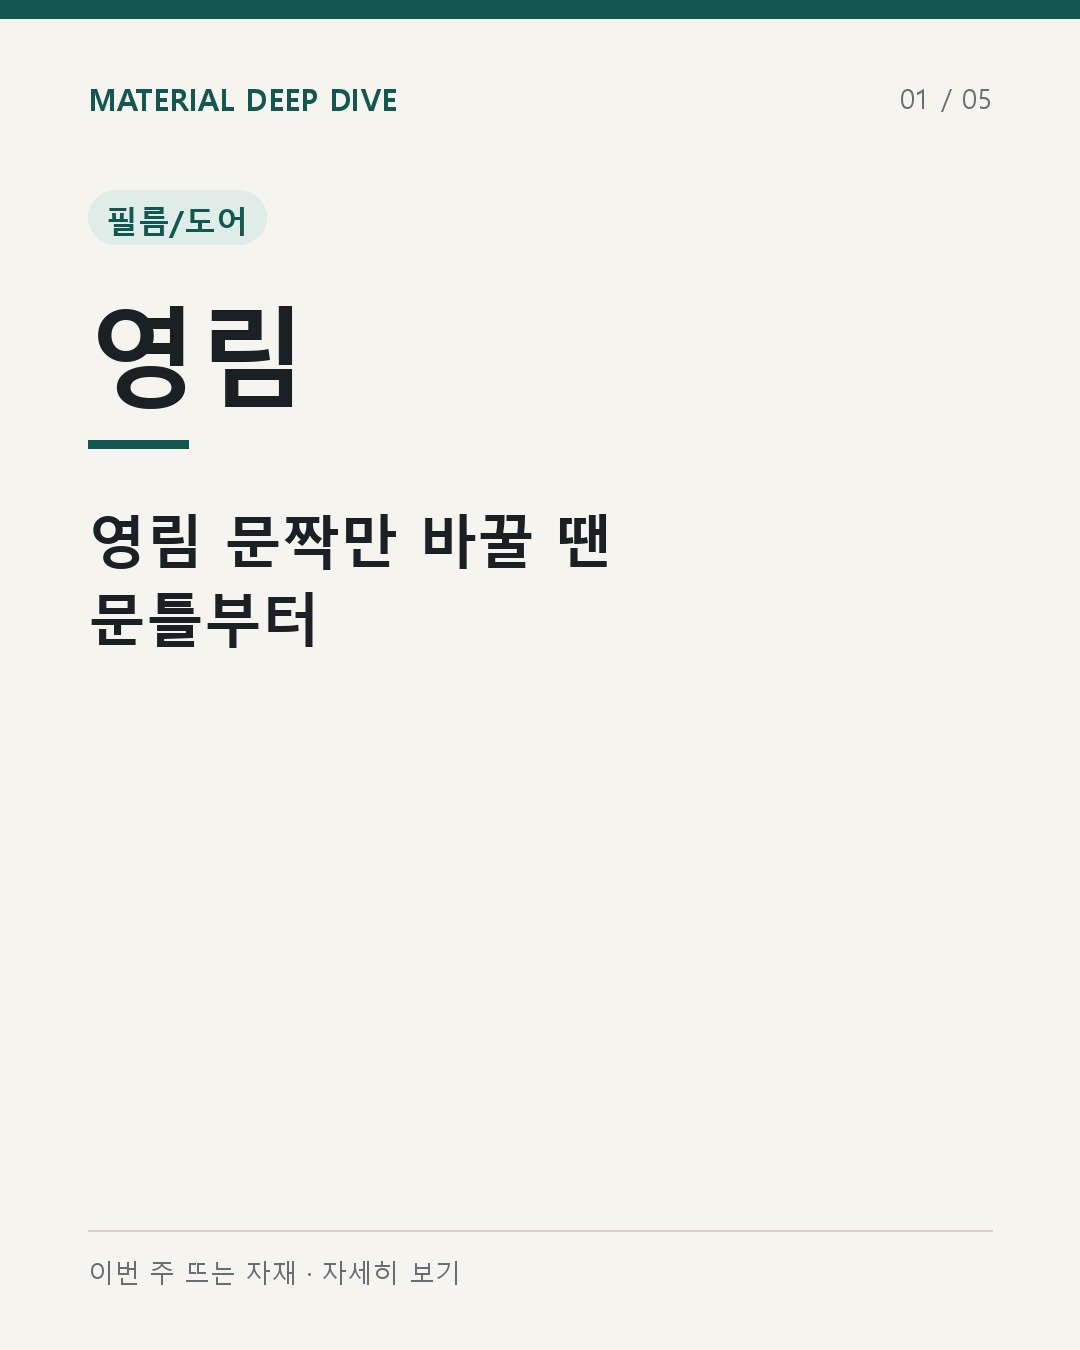 MATERIAL DEEP DIVE
01 / 05
필름/도어
영림
영림 문짝만 바꿀 땐
문틀부터
이번 주 뜨는 자재 · 자세히 보기